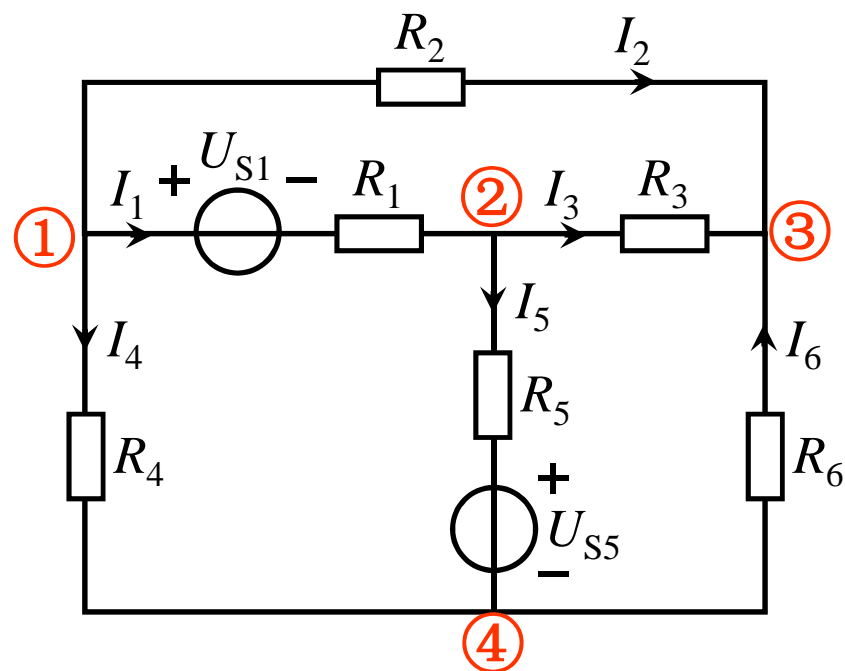 R2
I2
US1
+ −
I1
R1
②
I3
R3
①
③
I4
I5
I6
R4
R5
R6
+
US5
−
④